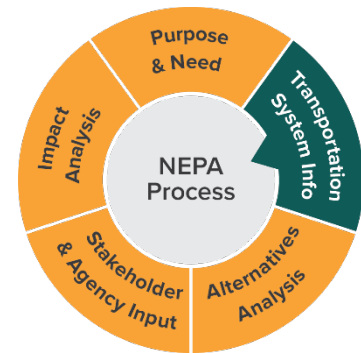 Purpose
& Need
Transportation
System Info
Alternatives
Analysis
Stakeholder
& Agency Input
Impact
Analysis
NEPA
Process